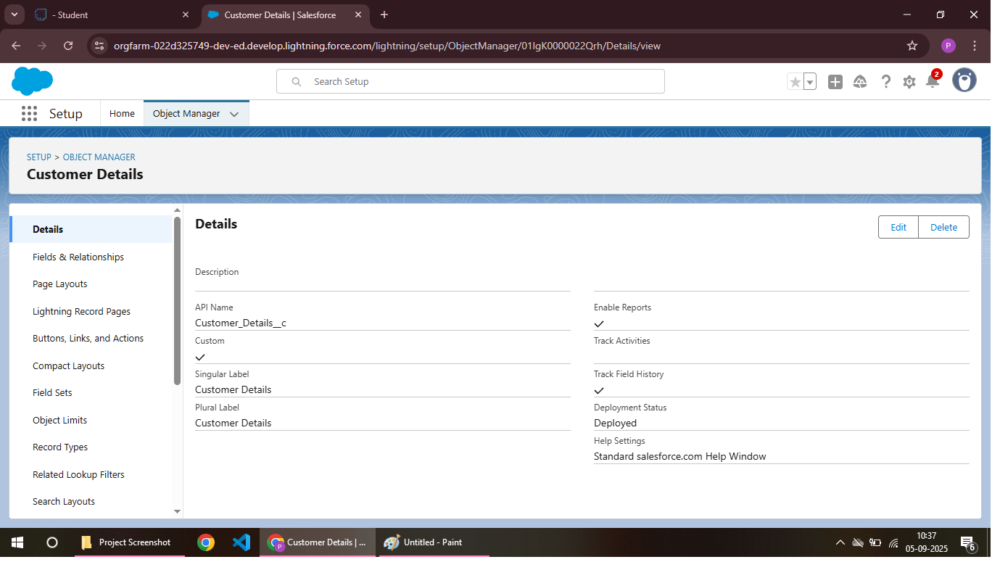 - Student
Customer Details | Salesforce
orgfarm-022d325749-dev-ed.develop.lightning.force.com/lightning/setup/ObjectManager/01IgK0000022Qrh/Details/view
P
Search Setup
2
Setup
Home
Object Manager
SETUP > OBJECT MANAGER
Customer Details
Details
Fields & Relationships
Page Layouts
Lightning Record Pages
Buttons, Links, and Actions
Compact Layouts
Field Sets
Object Limits
Record Types
Related Lookup Filters
Search Layouts
Details
Edit
Delete
Description
API Name
Customer_Details__c
Custom
Singular Label
Customer Details
Plural Label
Customer Details
Enable Reports
Track Activities
Track Field History
Deployment Status
Deployed
Help Settings
Standard salesforce.com Help Window
Project Screenshot
P
Customer Details | ...
Untitled - Paint
10:37
05-09-2025
6